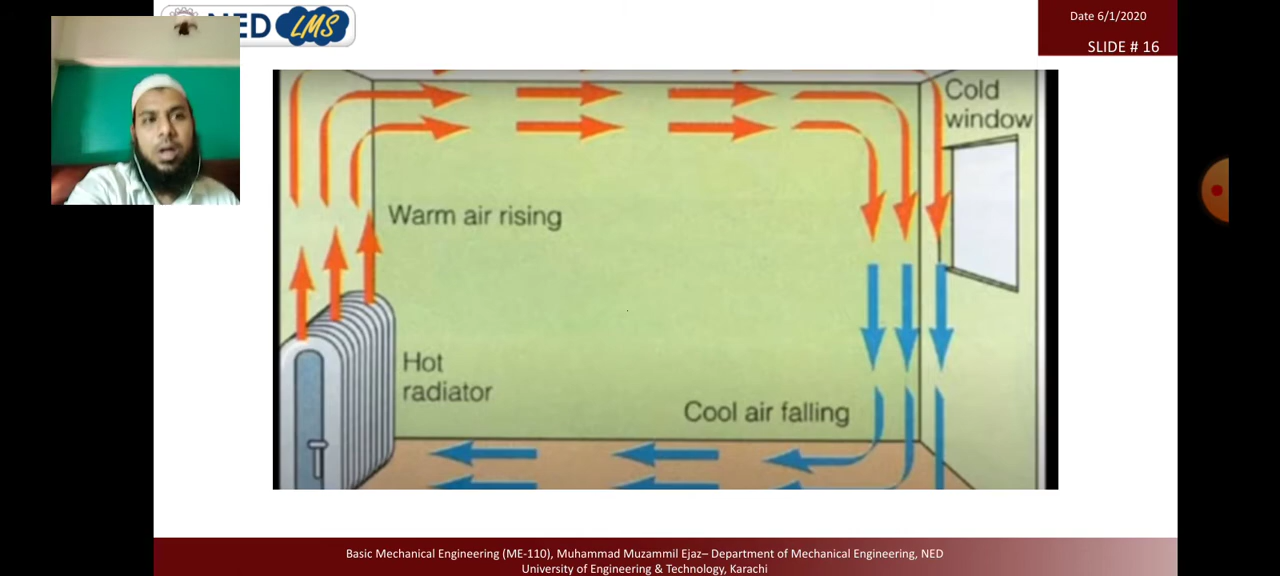 NED LMS
Date 6/1/2020
SLIDE # 16
Cold
window
Warm air rising
Hot
radiator
Cool air falling
Basic Mechanical Engineering (ME-110), Muhammad Muzammil Ejaz– Department of Mechanical Engineering, NED
University of Engineering & Technology, Karachi